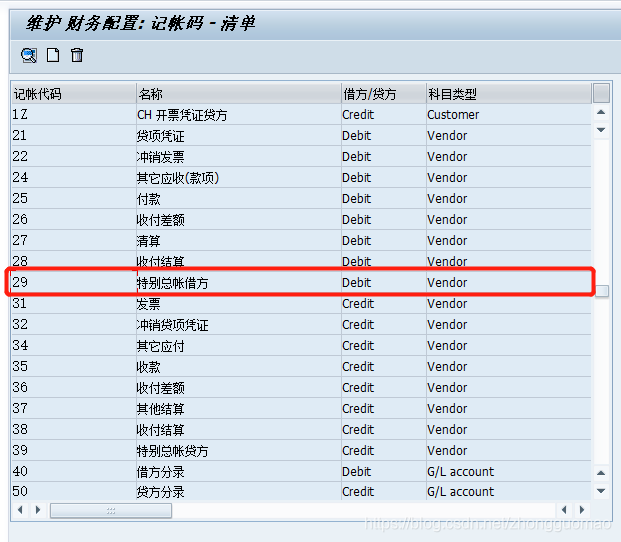 维护 财务配置: 记帐码 - 清单
记帐代码 名称 借方/贷方 科目类型
1Z CH 开票凭证贷方 Credit Customer
21 贷项凭证 Debit Vendor
22 冲销发票 Debit Vendor
24 其它应收(款项) Debit Vendor
25 付款 Debit Vendor
26 收付差额 Debit Vendor
27 清算 Debit Vendor
28 收付结算 Debit Vendor
29 特别总帐借方 Debit Vendor
31 发票 Credit Vendor
32 冲销贷项凭证 Credit Vendor
34 其它应付 Credit Vendor
35 收款 Credit Vendor
36 收付差额 Credit Vendor
37 其他结算 Credit Vendor
38 收付结算 Credit Vendor
39 特别总帐贷方 Credit Vendor
40 借方分录 Debit G/L account
50 贷方分录 Credit G/L account
https://blog.csdn.net/zhongguomao